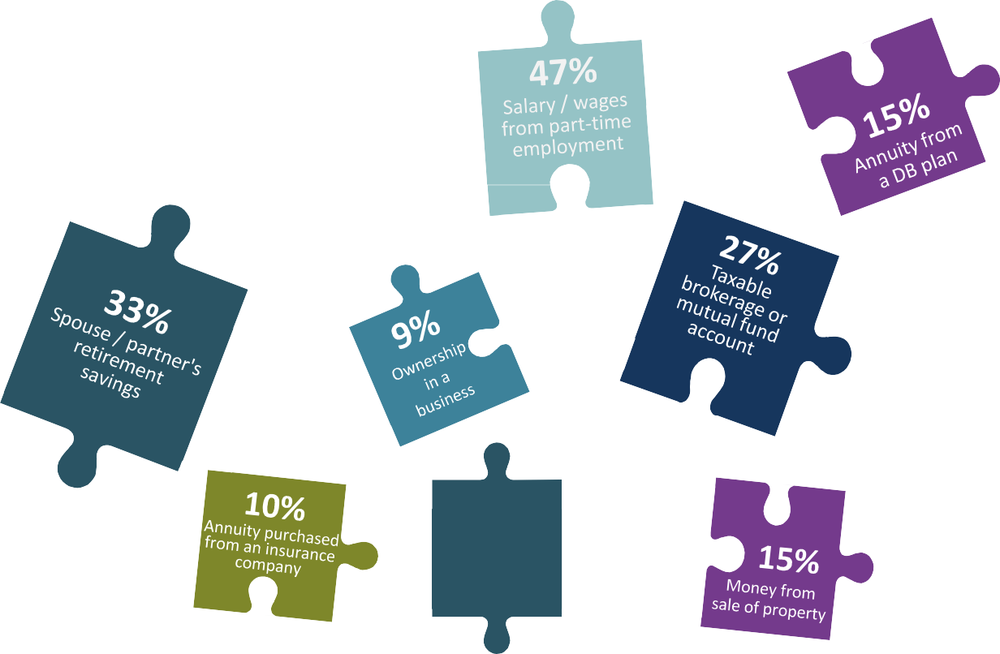 47%
Salary / wages
from part-time
employment
15%
Annuity from
a DB plan
33%
Spouse / partner's
retirement
savings
9%
Ownership
in a
business
27%
Taxable
brokerage or
mutual fund
account
10%
Annuity purchased
from an insurance
company
15%
Money from
sale of property